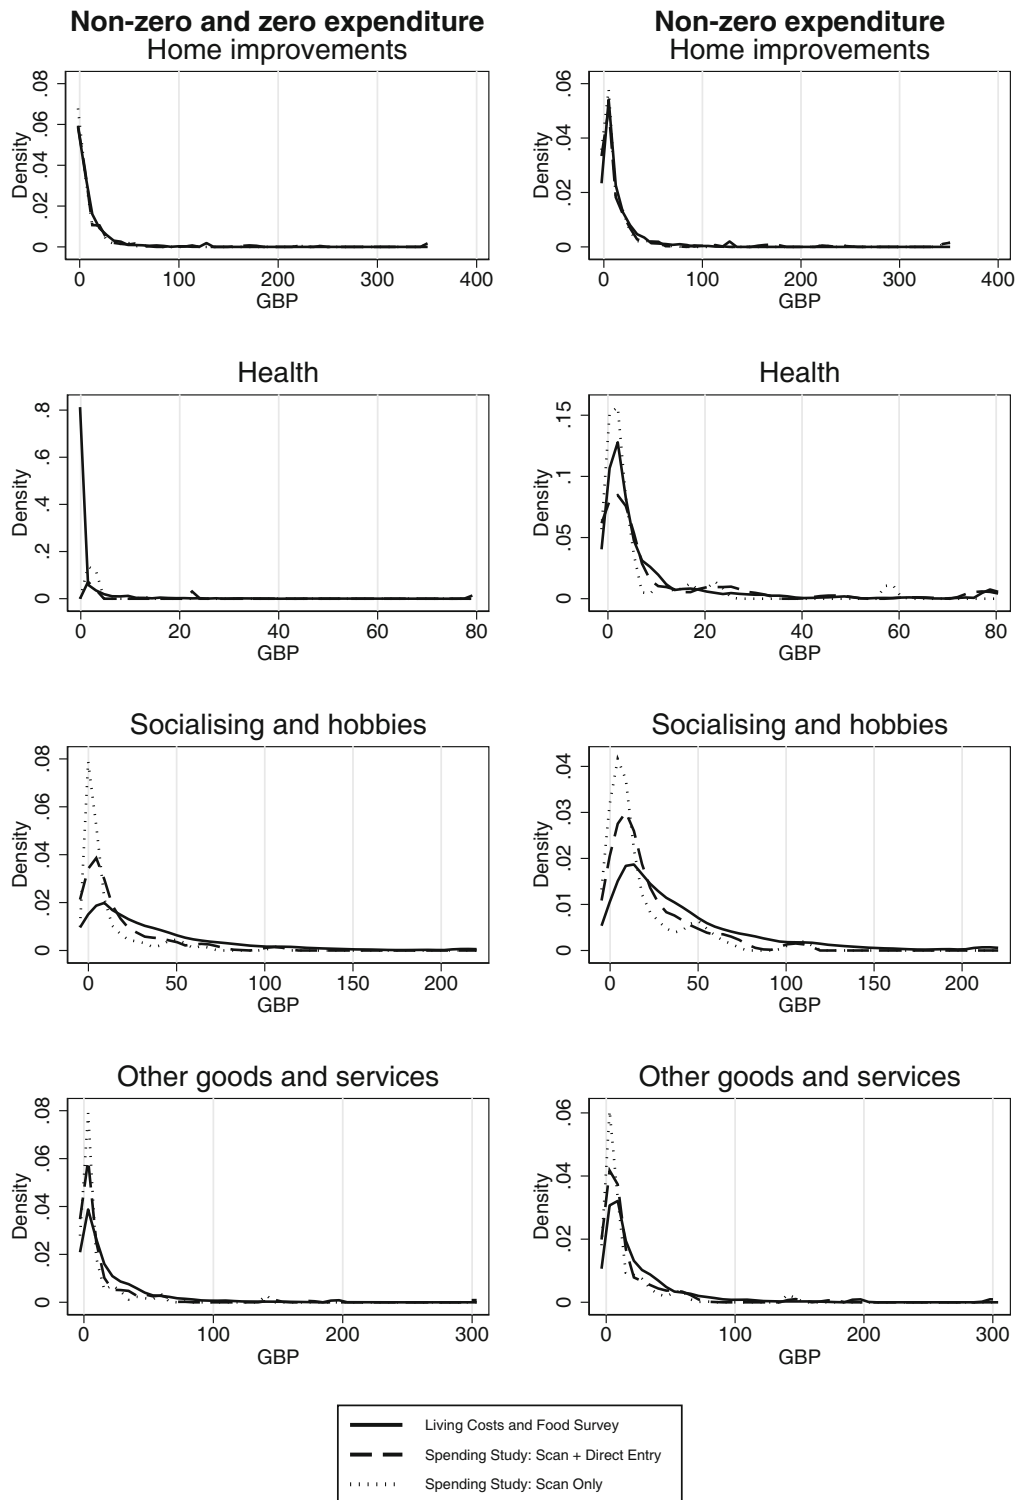 Non-zero and zero expenditure
Home improvements
Density
0 .02 .04 .06 .08
0 100 200 300 400
GBP
Non-zero expenditure
Home improvements
Density
0 .02 .04 .06
0 100 200 300 400
GBP
Health
Density
0 .2 .4 .6 .8
0 20 40 60 80
GBP
Health
Density
0 .05 .1 .15
0 20 40 60 80
GBP
Socialising and hobbies
Density
0 .02 .04 .06 .08
0 50 100 150 200
GBP
Socialising and hobbies
Density
0 .01 .02 .03 .04
0 50 100 150 200
GBP
Other goods and services
Density
0 .02 .04 .06 .08
0 100 200 300
GBP
Other goods and services
Density
0 .02 .04 .06
0 100 200 300
GBP
Living Costs and Food Survey
Spending Study: Scan + Direct Entry
Spending Study: Scan Only